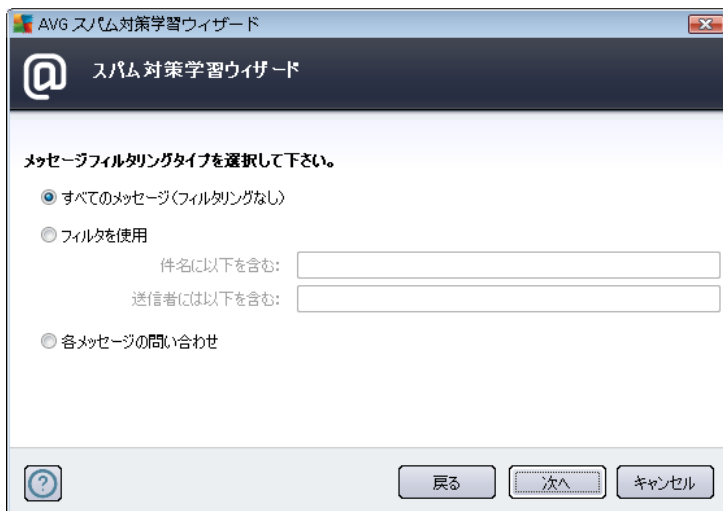 AVG スパム対策学習ウィザード
スパム対策学習ウィザード
メッセージフィルタリングタイプを選択して下さい。
すべてのメッセージ(フィルタリングなし)
フィルタを使用
件名に以下を含む:
送信者には以下を含む:
各メッセージの問い合わせ
戻る 次へ キャンセル